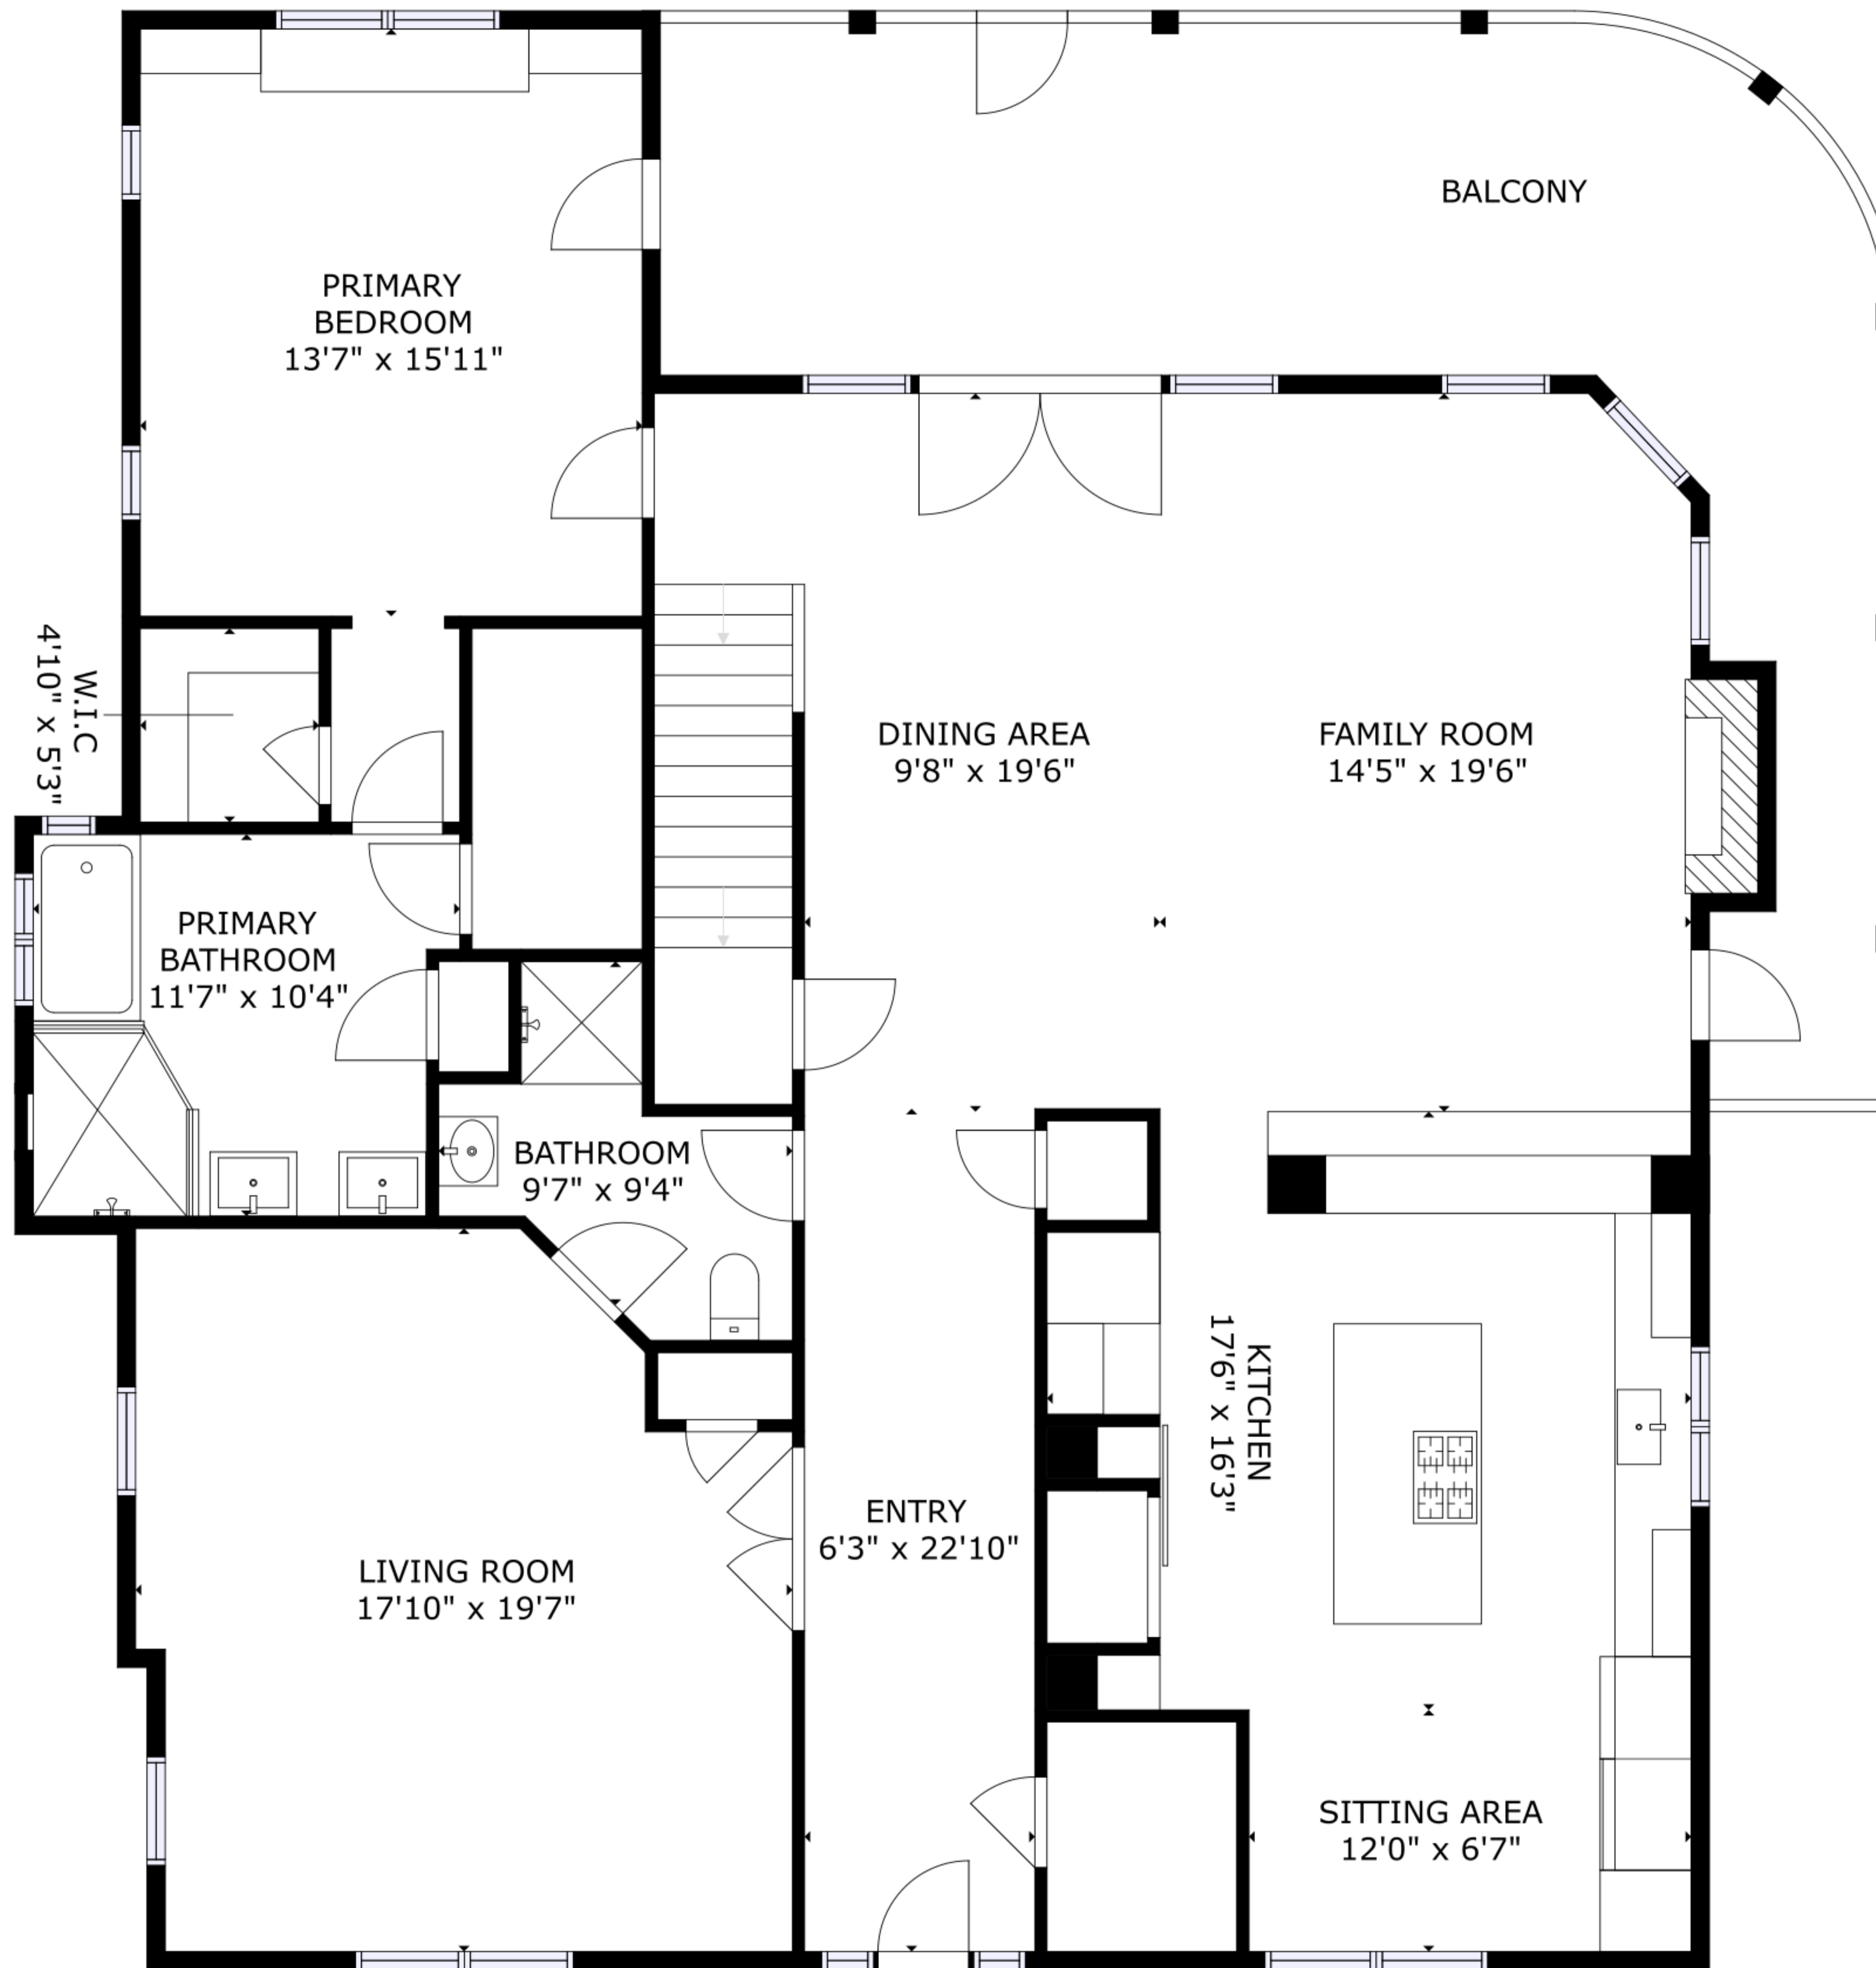 BALCONY
PRIMARY
BEDROOM
13'7" x 15'11"
W.I.C
4'10" x 5'3"
DINING AREA
9'8" x 19'6"
FAMILY ROOM
14'5" x 19'6"
PRIMARY
BATHROOM
11'7" x 10'4"
BATHROOM
9'7" x 9'4"
KITCHEN
17'6" x 16'3"
ENTRY
6'3" x 22'10"
LIVING ROOM
17'10" x 19'7"
SITTING AREA
12'0" x 6'7"